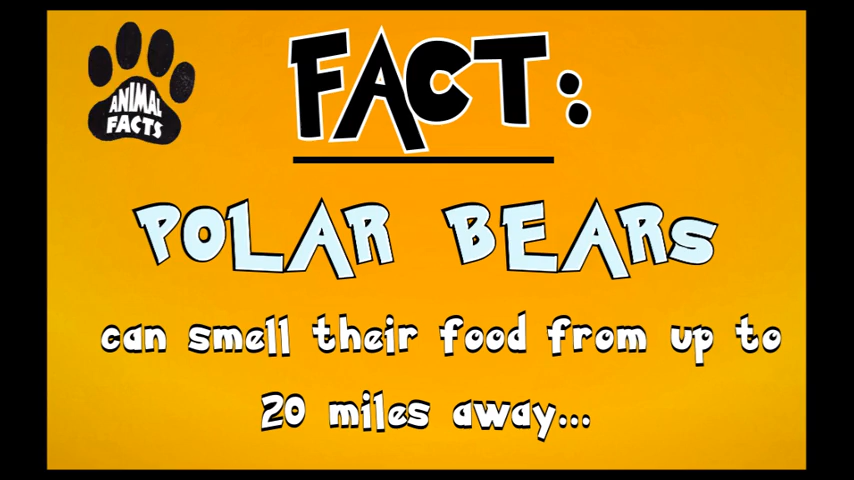 ANIMAL
FACTS
FACT:
POLAR BEARS
can smell their food from up to
20 miles away...